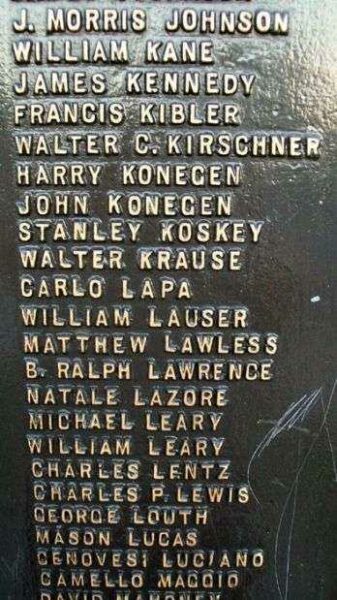 J. MORRIS JOHNSON
WILLIAM KANE
JAMES KENNEDY
FRANCIS KIBLER
WALTER C. KIRSCHNER
HARRY KONEGEN
JOHN KONEGEN
STANLEY KOSKEY
WALTER KRAUSE
CARLO LAPA
WILLIAM LAUSER
MATTHEW LAWLESS
B. RALPH LAWRENCE
NATALE LAZORE
MICHAEL LEARY
WILLIAM LEARY
CHARLES LENTZ
CHARLES P. LEWIS
GEORGE LOUTH
MASON LUCAS
GENOVESI LUCIANO
CAMELLO MAGGIO
DAVID MAHONEY